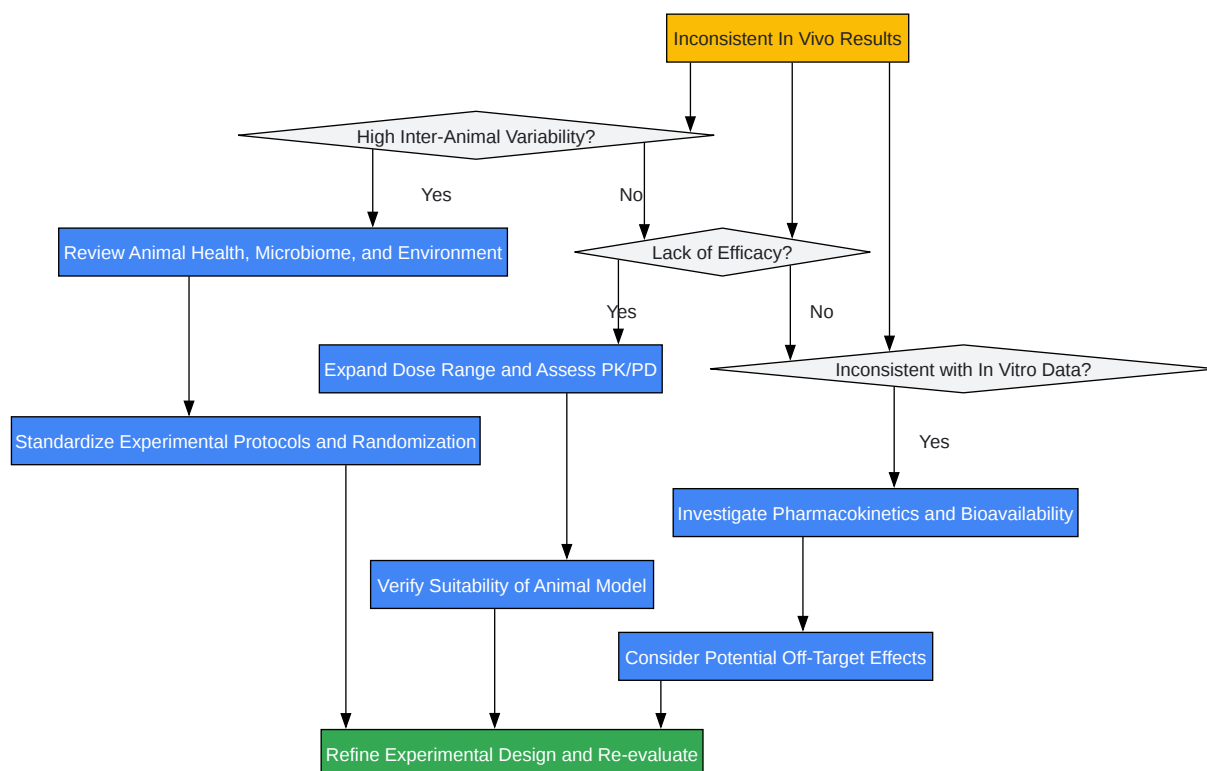 Inconsistent In Vivo Results
High Inter-Animal Variability?
Yes
No
Review Animal Health, Microbiome, and Environment
Lack of Efficacy?
Yes
No
Expand Dose Range and Assess PK/PD
Inconsistent with In Vitro Data?
Standardize Experimental Protocols and Randomization
Yes
Investigate Pharmacokinetics and Bioavailability
Verify Suitability of Animal Model
Consider Potential Off-Target Effects
Refine Experimental Design and Re-evaluate